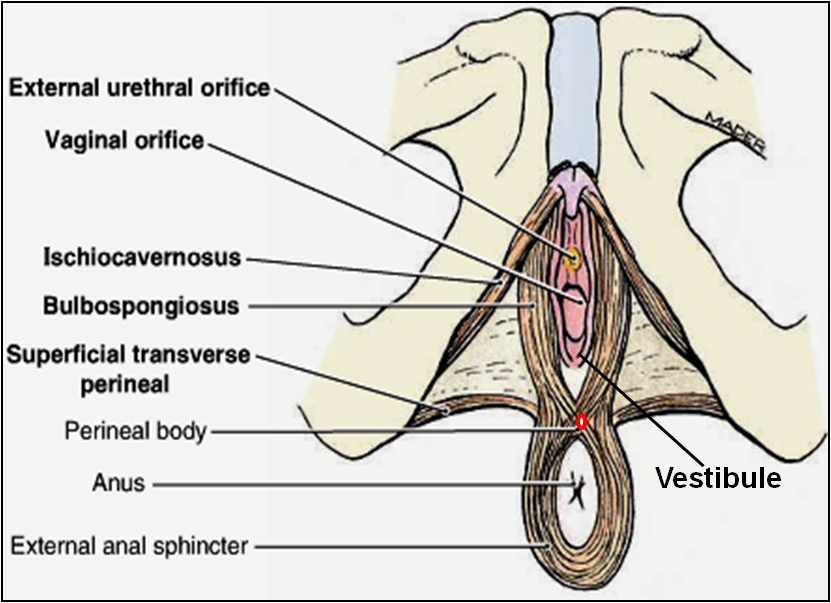 External urethral orifice
Vaginal orifice
Ischiocavernosus
Bulbospongiosus
Superficial transverse
perineal
Perineal body
Anus
External anal sphincter
Vestibule
MADER